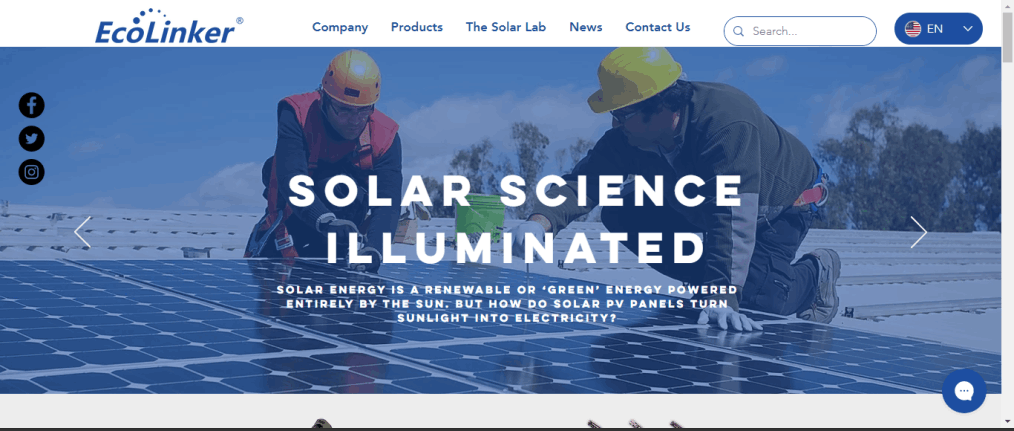 EcoLinker®
Company Products The Solar Lab News Contact Us
Search...
EN
SOLAR SCIENCE
ILLUMINATED
SOLAR ENERGY IS A RENEWABLE OR ‘GREEN’ ENERGY POWERED
ENTIRELY BY THE SUN. BUT HOW DO SOLAR PV PANELS TURN
SUNLIGHT INTO ELECTRICITY?